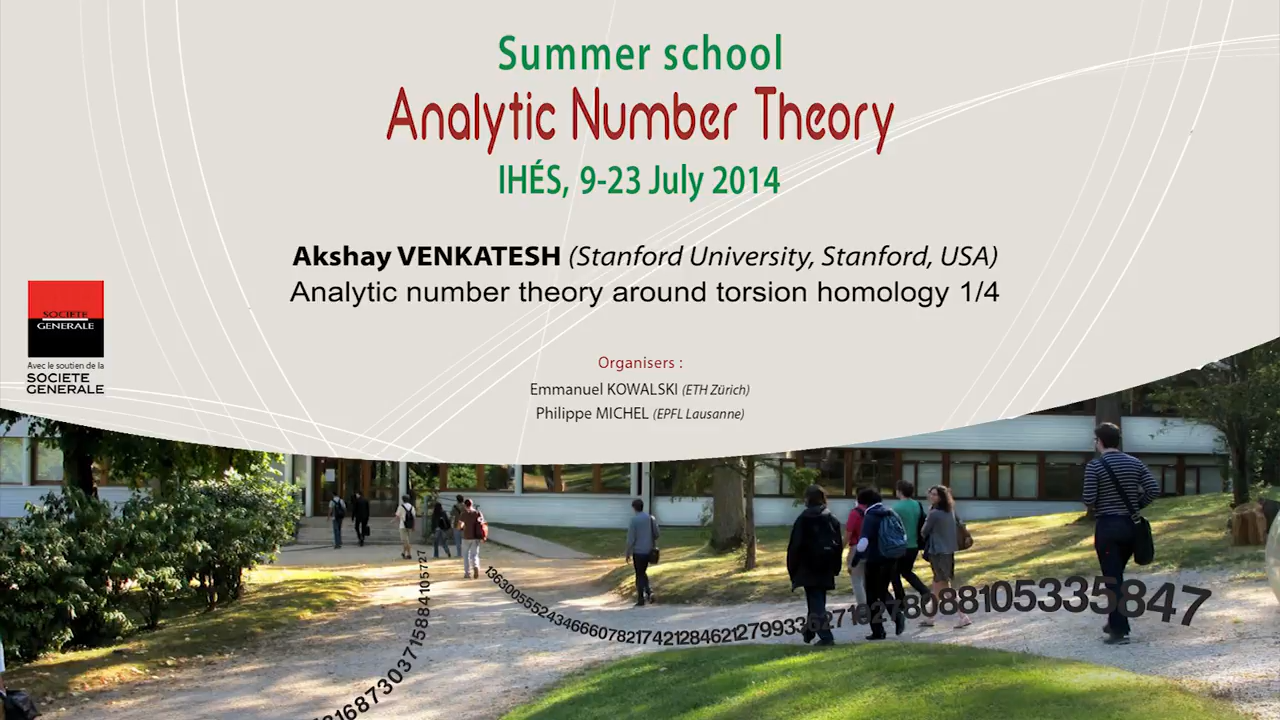 Summer school
Analytic Number Theory
IHÉS, 9-23 July 2014
Akshay VENKATESH (Stanford University, Stanford, USA)
Analytic number theory around torsion homology 1/4
SOCIETE
GENERALE
Avec le soutien de la
SOCIETE
GENERALE
Organisers :
Emmanuel KOWALSKI (ETH Zürich)
Philippe MICHEL (EPFL Lausanne)